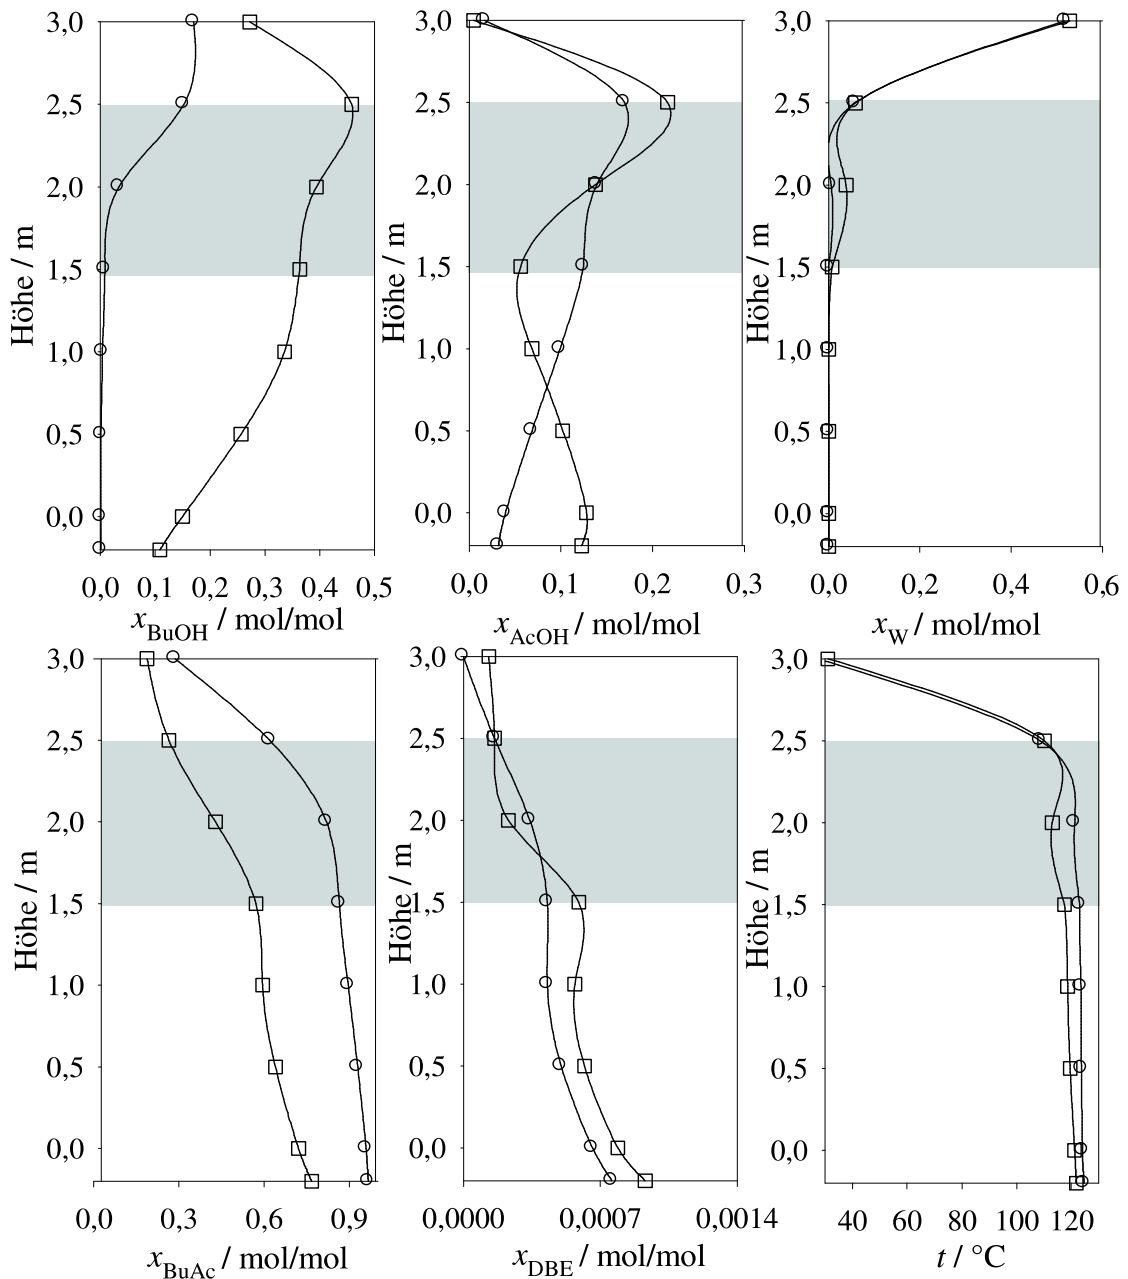 3,0
2,5
2,0
1,5
1,0
0,5
0,0
Höhe / m
0,0 0,1 0,2 0,3 0,4 0,5
xBuOH / mol/mol
3,0
2,5
2,0
1,5
1,0
0,5
0,0
Höhe / m
0,0 0,1 0,2 0,3
xAcOH / mol/mol
3,0
2,5
2,0
1,5
1,0
0,5
0,0
Höhe / m
0,0 0,2 0,4 0,6
xW / mol/mol
3,0
2,5
2,0
1,5
1,0
0,5
0,0
Höhe / m
0,0 0,3 0,6 0,9
xBuAc / mol/mol
3,0
2,5
2,0
1,5
1,0
0,5
0,0
Höhe / m
0,0000 0,0007 0,0014
xDBE / mol/mol
3,0
2,5
2,0
1,5
1,0
0,5
0,0
Höhe / m
40 60 80 100 120
t / °C